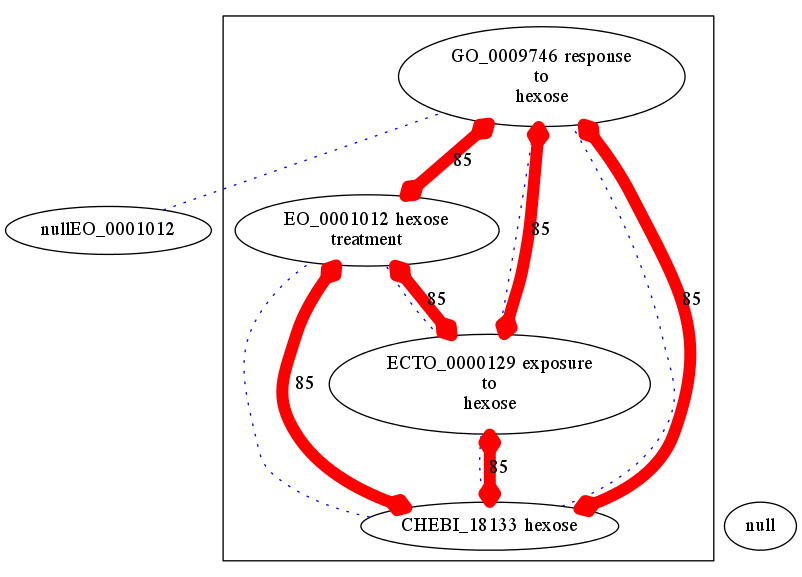 GO_0009746 response
to
hexose
85
nullEO_0001012
EO_0001012 hexose
treatment
85
85
85
ECTO_0000129 exposure
to
hexose
85
85
CHEBI_18133 hexose
null